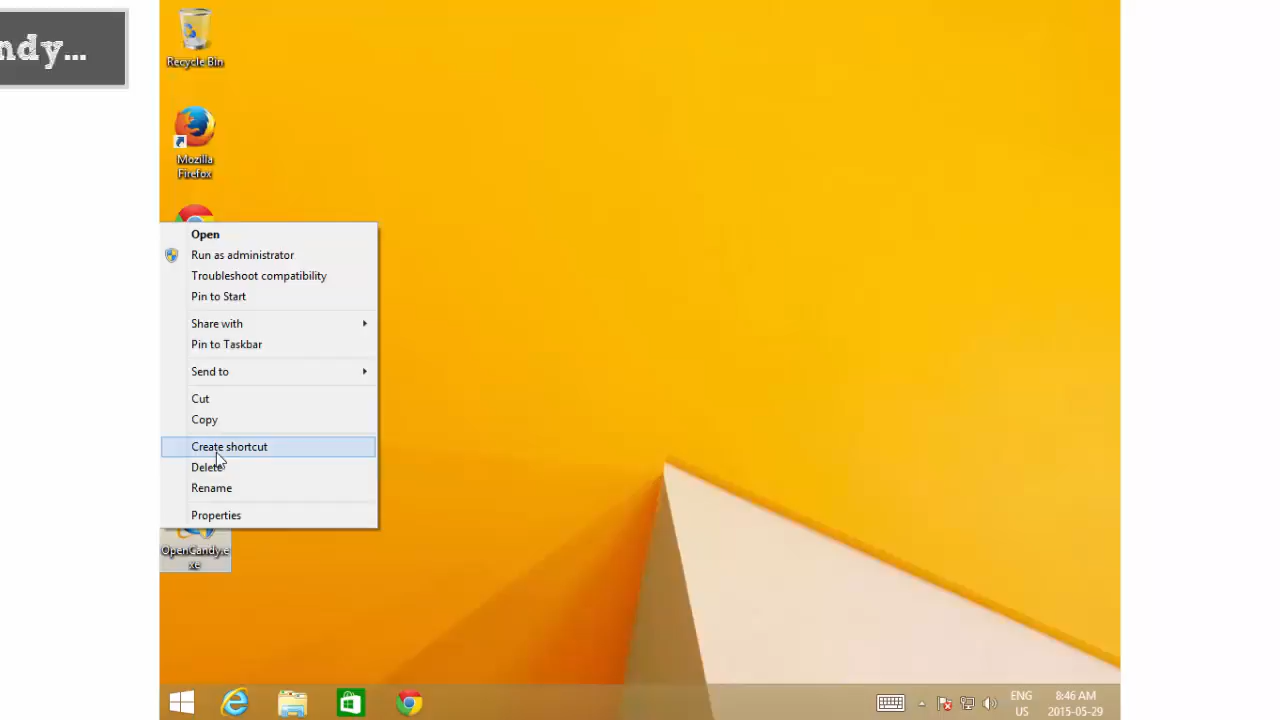 ndy...
Recycle Bin
Mozilla
Firefox
Open
Run as administrator
Troubleshoot compatibility
Pin to Start
Share with
Pin to Taskbar
Send to
Cut
Copy
Create shortcut
Delete
Rename
Properties
OpenCandy.e
xe
ENG
US
8:46 AM
2015-05-29